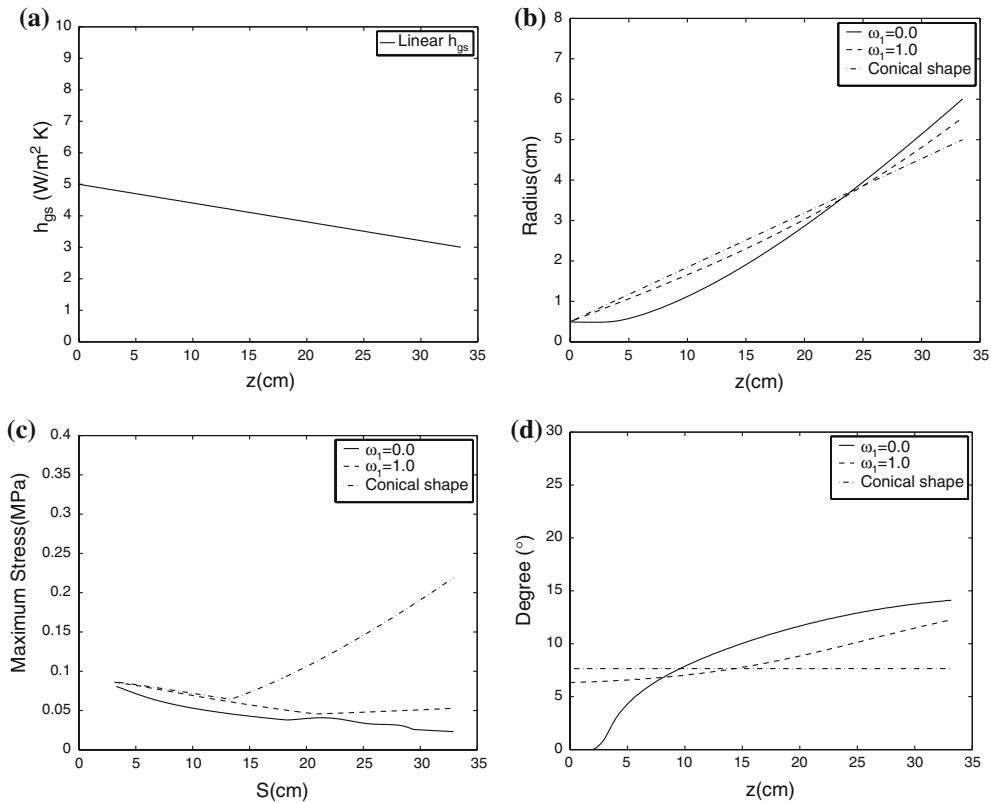 (a)
10
9
8
7
6
5
4
3
2
1
0
h_gs (W/m² K)
Linear h_gs
0 5 10 15 20 25 30 35
z(cm)
(b)
8
7
6
5
4
3
2
1
0
Radius(cm)
ω₁=0.0
ω₁=1.0
Conical shape
0 5 10 15 20 25 30 35
z(cm)
(c)
0.4
0.35
0.3
0.25
0.2
0.15
0.1
0.05
0
Maximum Stress(MPa)
ω₁=0.0
ω₁=1.0
Conical shape
0 5 10 15 20 25 30 35
S(cm)
(d)
30
25
20
15
10
5
0
Degree (°)
ω₁=0.0
ω₁=1.0
Conical shape
0 5 10 15 20 25 30 35
z(cm)